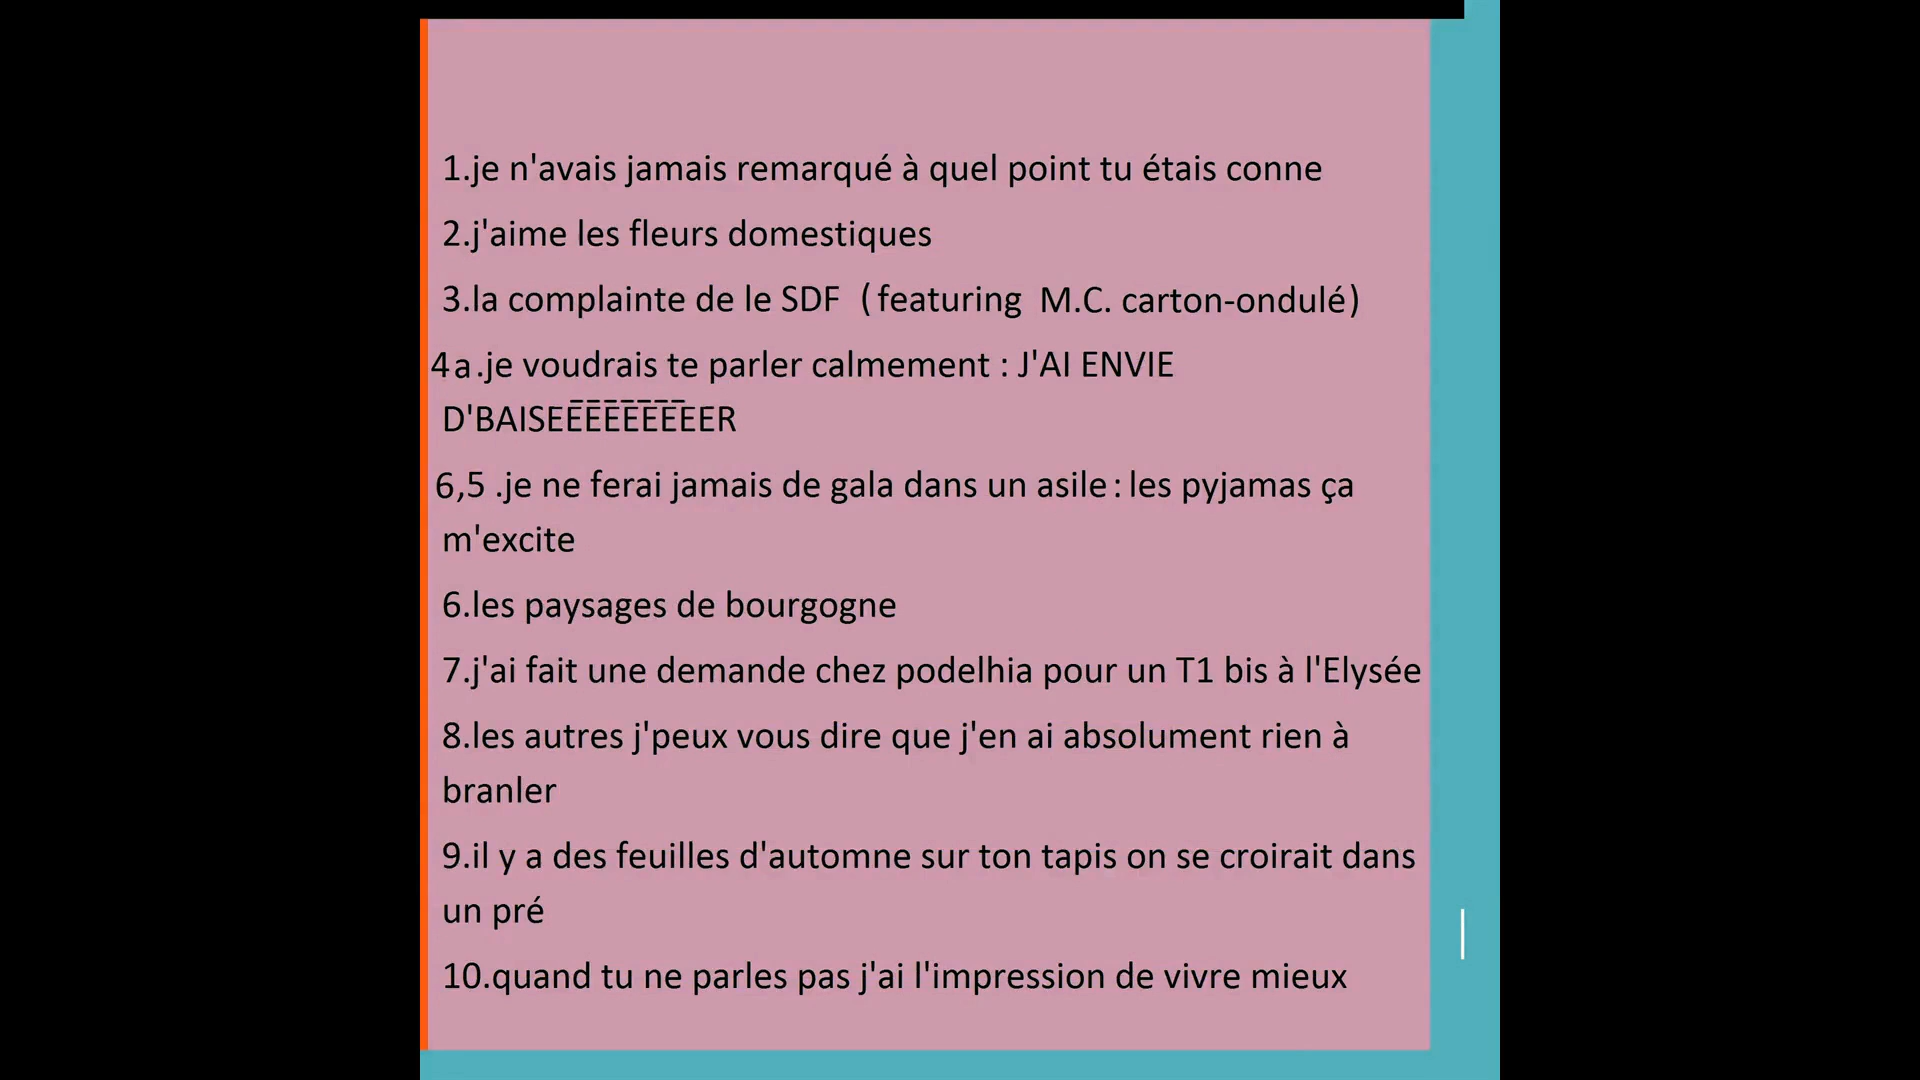 1.je n'avais jamais remarqué à quel point tu étais conne
2.j'aime les fleurs domestiques
3.la complainte de le SDF (featuring M.C. carton-ondulé)
4a.je voudrais te parler calmement : J'AI ENVIE
D'BAISEĒĒĒĒĒĒĒER
6,5 .je ne ferai jamais de gala dans un asile : les pyjamas ça
m'excite
6.les paysages de bourgogne
7.j'ai fait une demande chez podelhia pour un T1 bis à l'Elysée
8.les autres j'peux vous dire que j'en ai absolument rien à
branler
9.il y a des feuilles d'automne sur ton tapis on se croirait dans
un pré
10.quand tu ne parles pas j'ai l'impression de vivre mieux